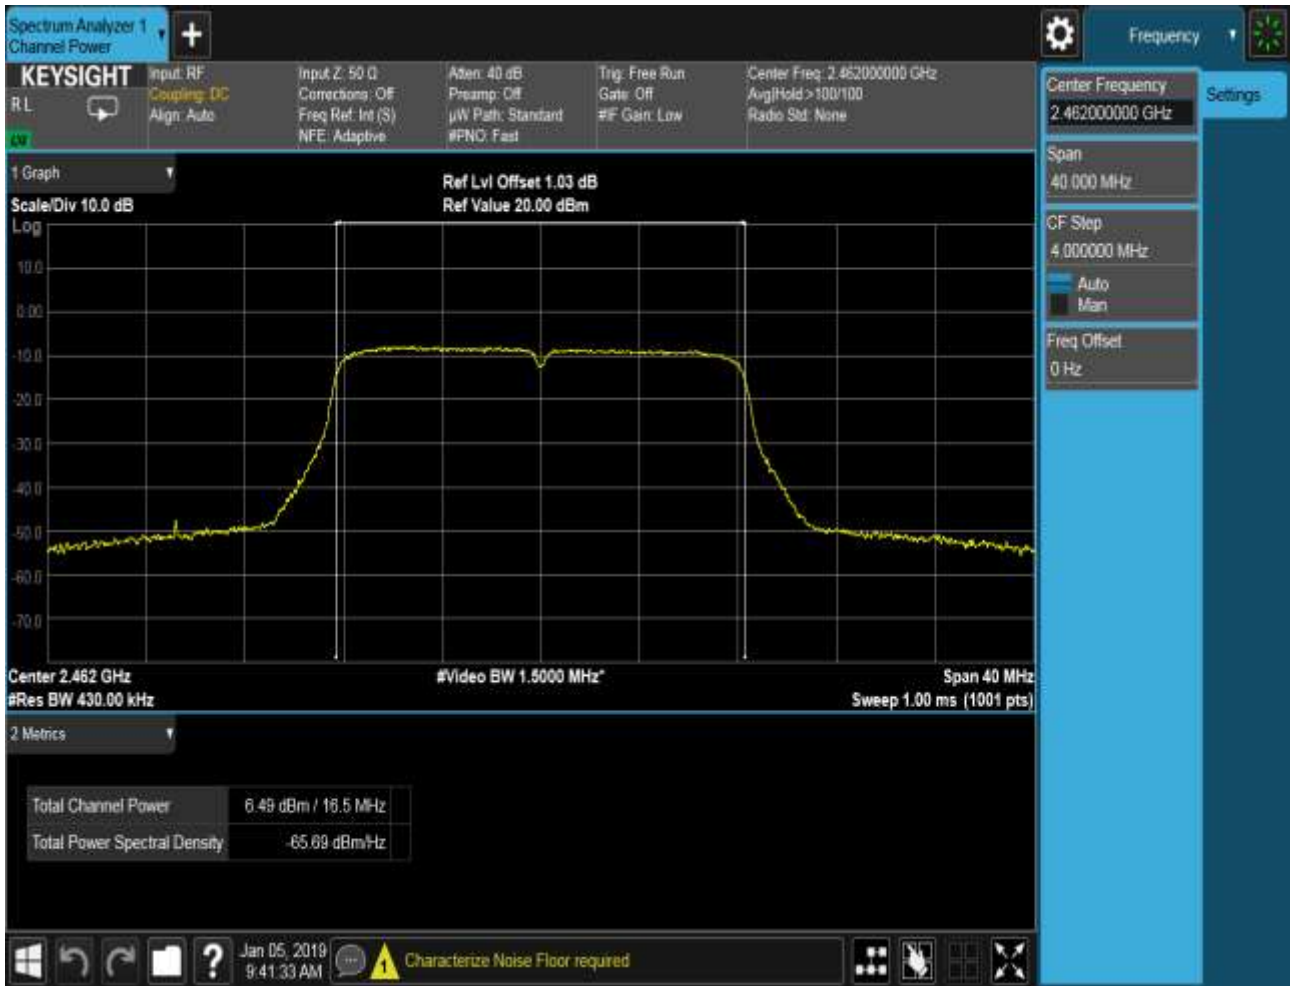 Spectrum Analyzer 1
Channel Power
Frequency
KEYSIGHT
R L
LXI
Input: RF
Coupling: DC
Align: Auto
Input Z: 50 Ω
Corrections: Off
Freq Ref: Int (S)
NFE: Adaptive
Atten: 40 dB
Preamp: Off
µW Path: Standard
#PNO: Fast
Trig: Free Run
Gate: Off
#IF Gain: Low
Center Freq: 2.462000000 GHz
Avg|Hold:>100/100
Radio Std: None
Center Frequency
2.462000000 GHz
Settings
Span
40.000 MHz
CF Step
4.000000 MHz
Auto
Man
Freq Offset
0 Hz
1 Graph
Scale/Div 10.0 dB
Ref Lvl Offset 1.03 dB
Ref Value 20.00 dBm
Log
10.0
0.00
-10.0
-20.0
-30.0
-40.0
-50.0
-60.0
-70.0
Center 2.462 GHz
#Res BW 430.00 kHz
#Video BW 1.5000 MHz*
Span 40 MHz
Sweep 1.00 ms (1001 pts)
2 Metrics
Total Channel Power 6.49 dBm / 16.5 MHz
Total Power Spectral Density -65.69 dBm/Hz
Jan 05, 2019
9:41:33 AM
1
Characterize Noise Floor required